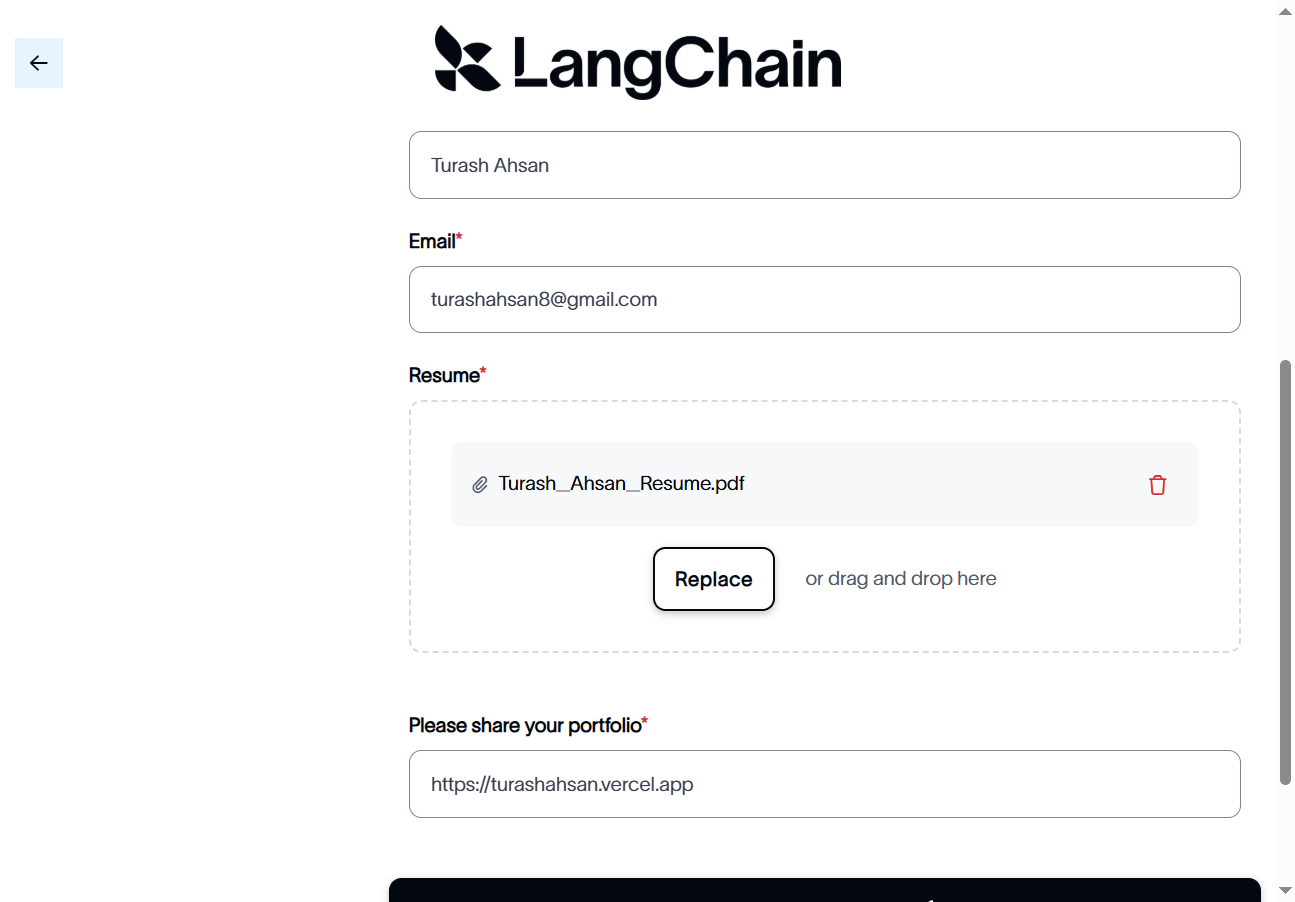 LangChain
Turash Ahsan
Email*
turashahsan8@gmail.com
Resume*
Turash_Ahsan_Resume.pdf
Replace
or drag and drop here
Please share your portfolio*
https://turashahsan.vercel.app